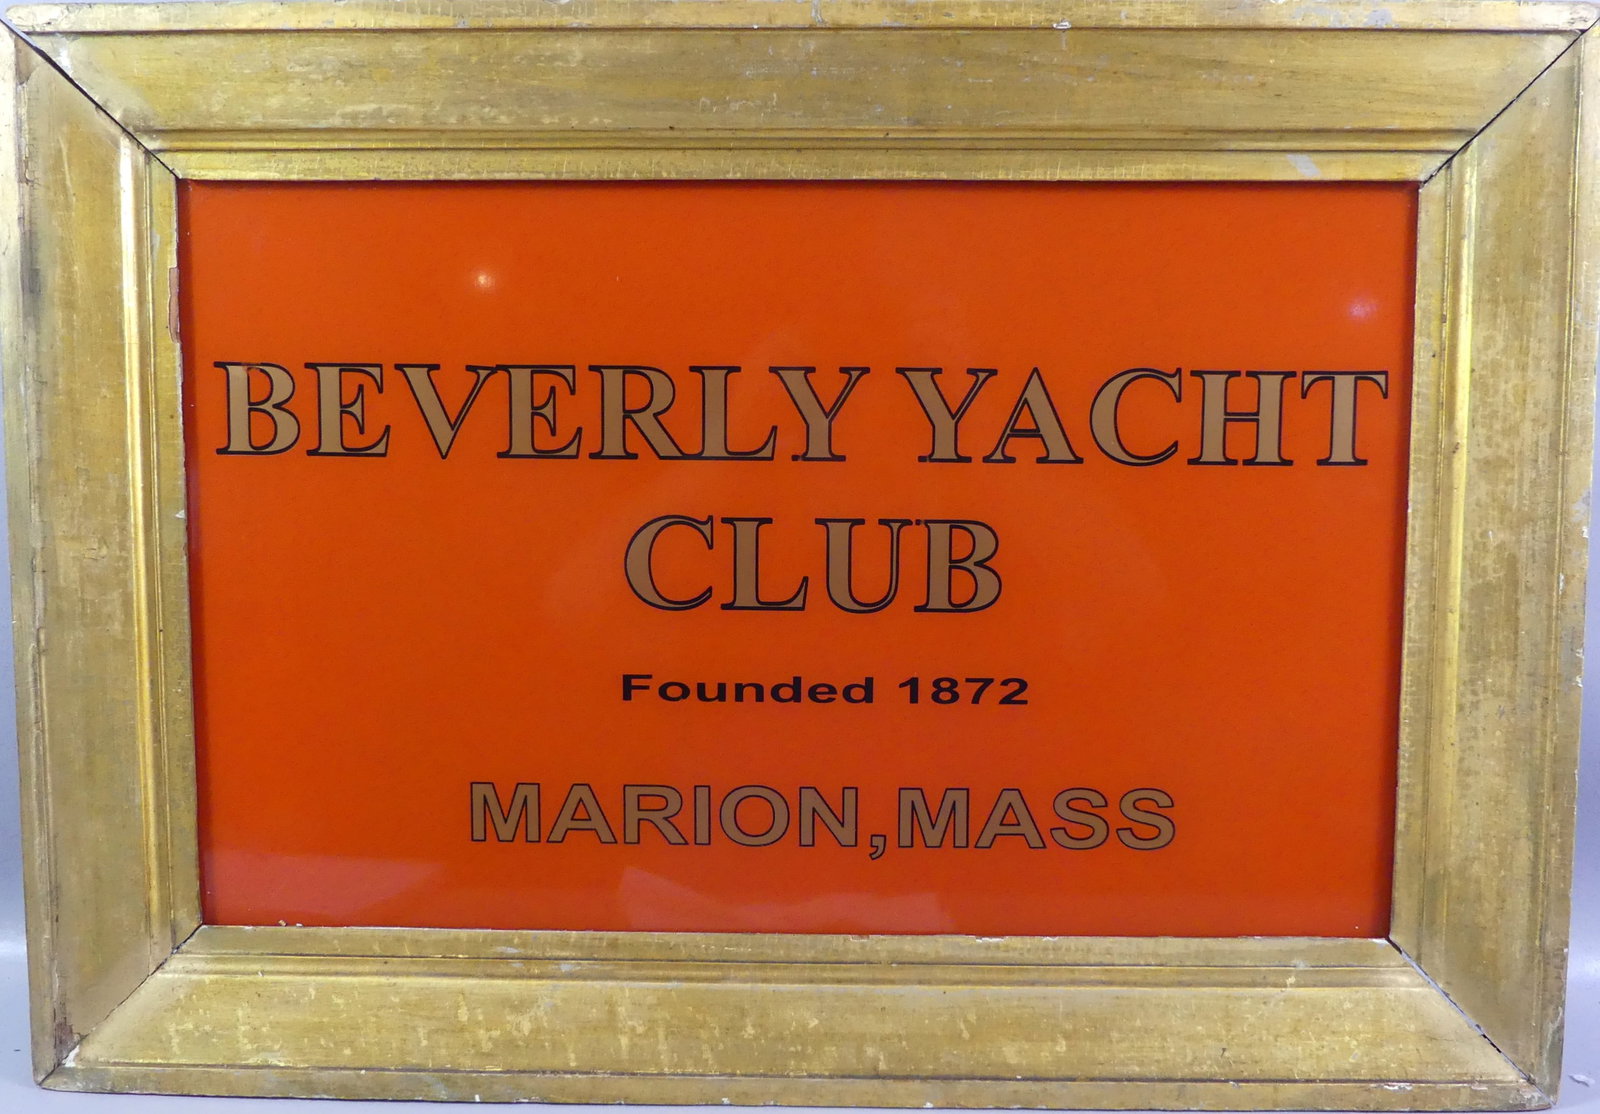 BEVERLY YACHT
CLUB
Founded 1872
MARION,MASS